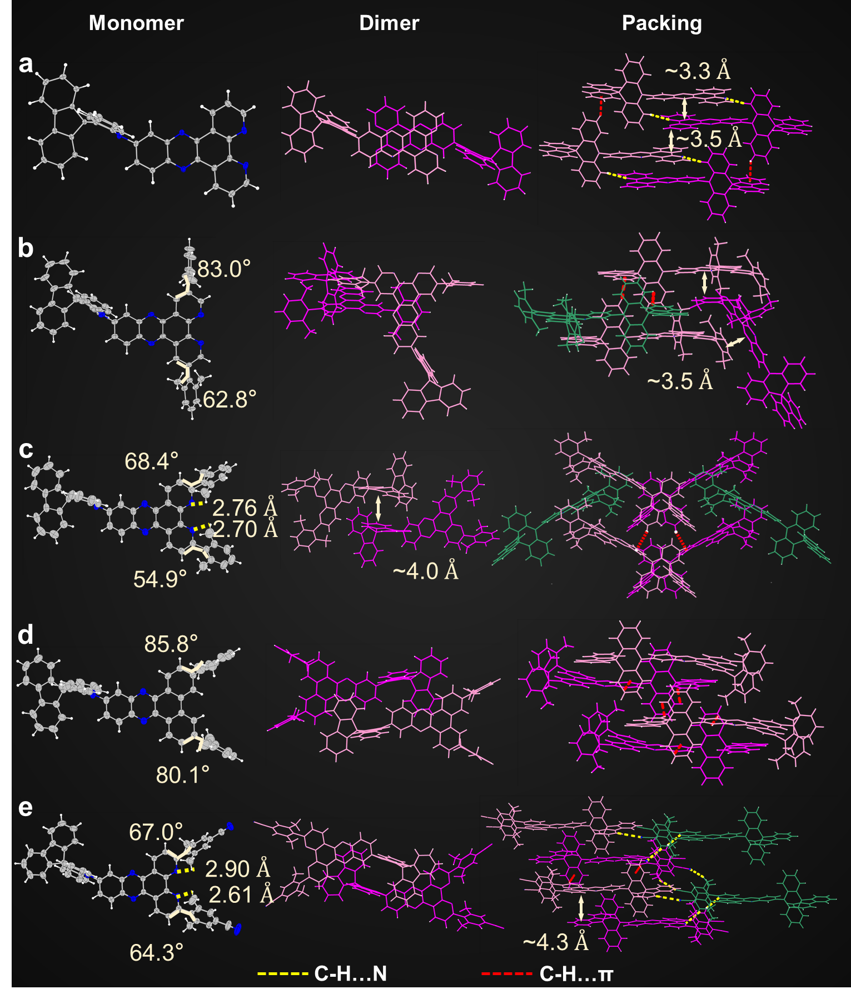 Monomer Dimer Packing
a
~3.3 Å
~3.5 Å
b
83.0°
62.8°
~3.5 Å
c
68.4°
2.76 Å
2.70 Å
54.9°
~4.0 Å
d
85.8°
80.1°
e
67.0°
2.90 Å
2.61 Å
64.3°
~4.3 Å
C-H...N C-H...π